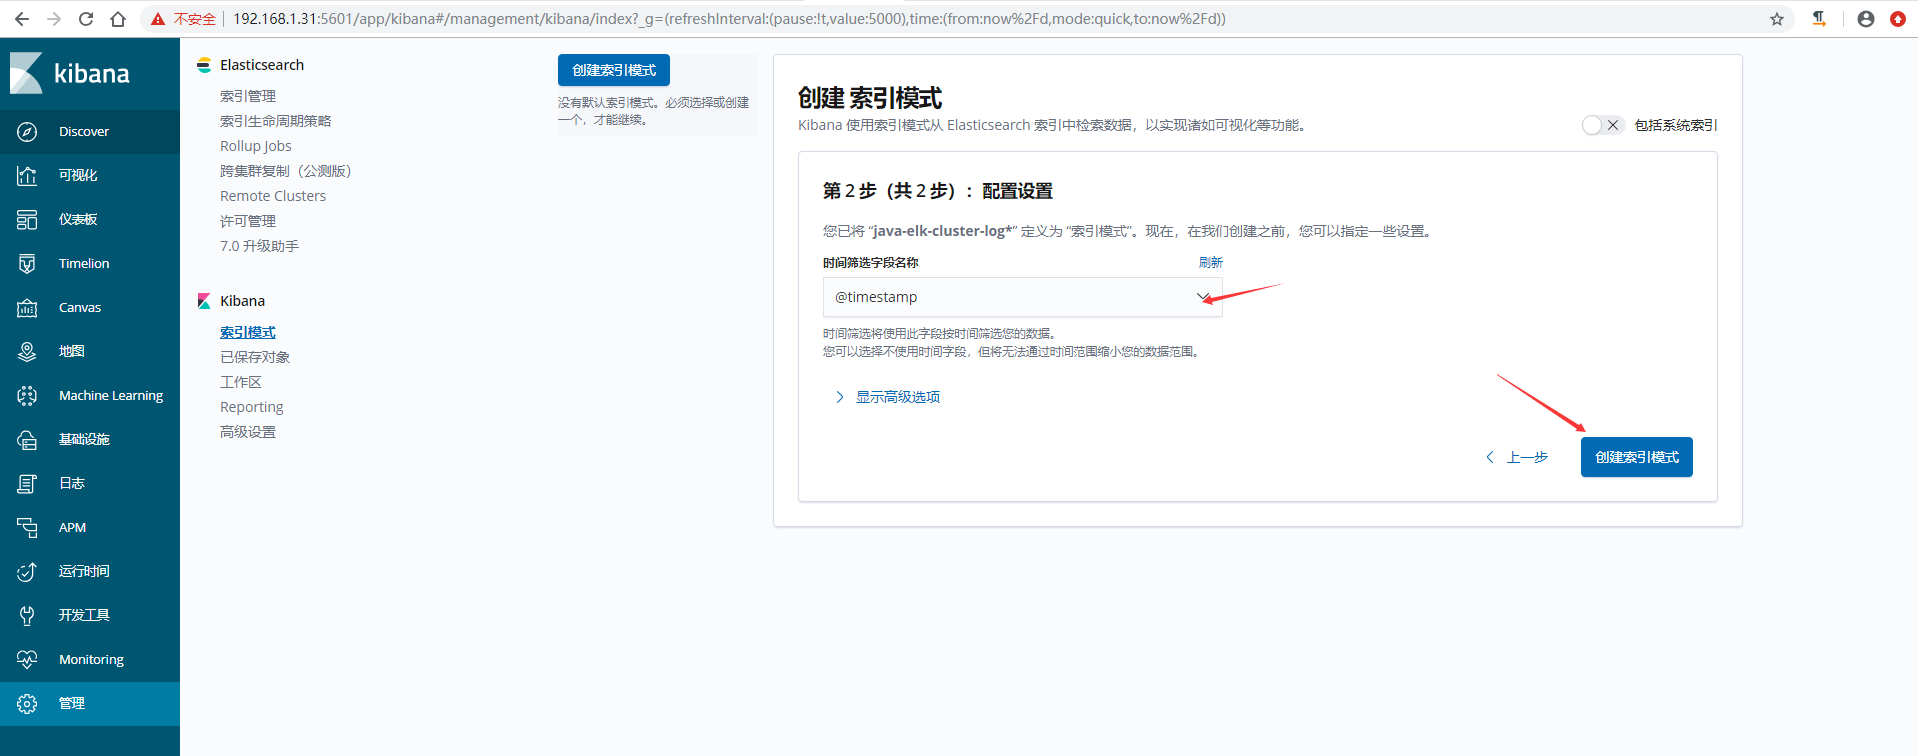 不安全 192.168.1.31:5601/app/kibana#/management/kibana/index?_g=(refreshInterval:(pause:!t,value:5000),time:(from:now%2Fd,mode:quick,to:now%2Fd))
kibana
Discover
可视化
仪表板
Timelion
Canvas
地图
Machine Learning
基础设施
日志
APM
运行时间
开发工具
Monitoring
管理
Elasticsearch
索引管理
索引生命周期策略
Rollup Jobs
跨集群复制（公测版）
Remote Clusters
许可管理
7.0 升级助手
Kibana
索引模式
已保存对象
工作区
Reporting
高级设置
创建索引模式
没有默认索引模式。必须选择或创建
一个，才能继续。
创建 索引模式
Kibana 使用索引模式从 Elasticsearch 索引中检索数据，以实现诸如可视化等功能。
包括系统索引
第 2 步（共 2 步）：配置设置
您已将 “java-elk-cluster-log*” 定义为 “索引模式”。现在，在我们创建之前，您可以指定一些设置。
时间筛选字段名称 刷新
@timestamp
时间筛选将使用此字段按时间筛选您的数据。
您可以选择不使用时间字段，但将无法通过时间范围缩小您的数据范围。
显示高级选项
上一步 创建索引模式